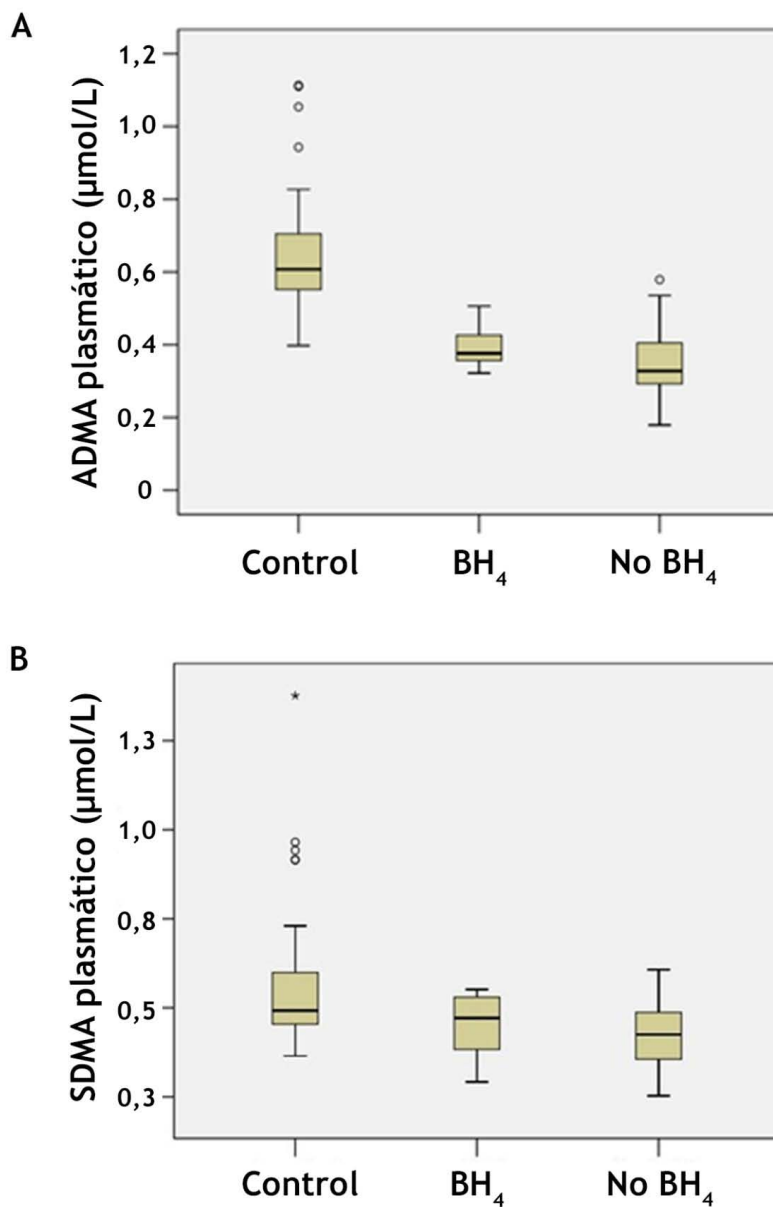 A
ADMA plasmático (µmol/L)
1,2
1,0
0,8
0,6
0,4
0,2
0
Control BH₄ No BH₄
B
SDMA plasmático (µmol/L)
1,3
1,0
0,8
0,5
0,3
Control BH₄ No BH₄